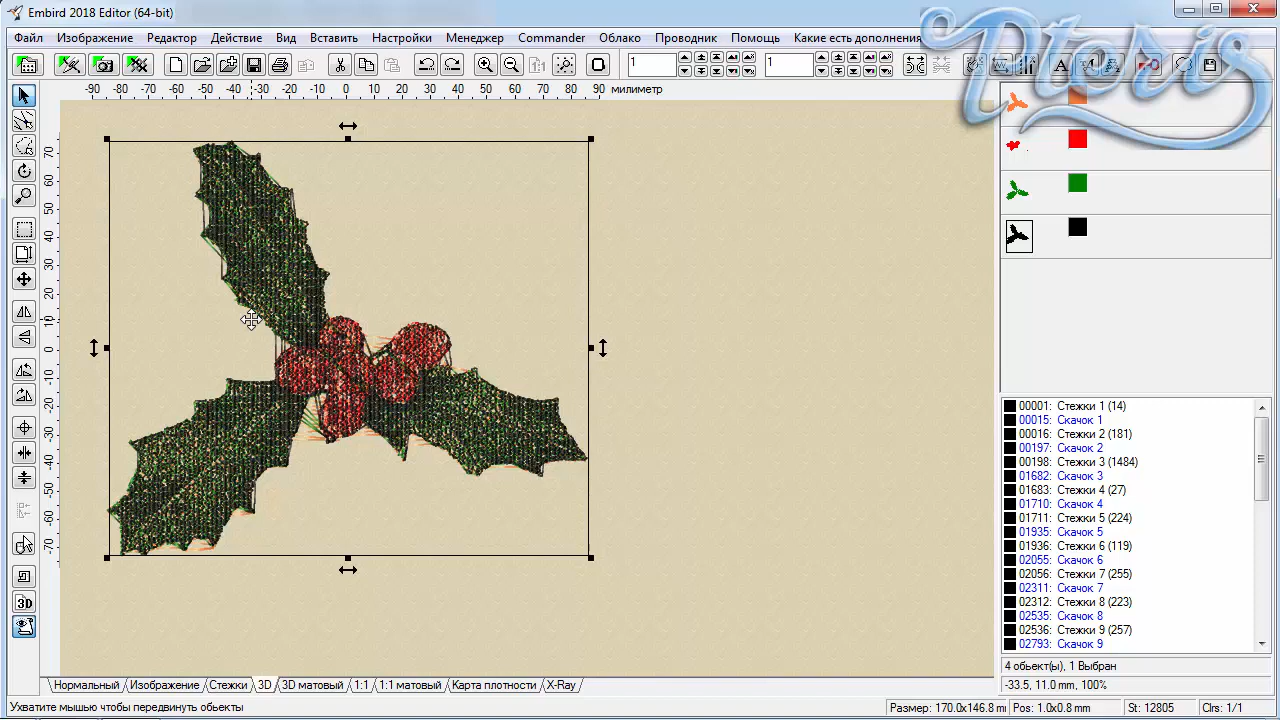 Embird 2018 Editor (64-bit)
Файл Изображение Редактор Действие Вид Вставить Настройки Менеджер Commander Облако Проводник Помощь Какие есть дополнения
Pteris
1 1
-90 -80 -70 -60 -50 -40 -30 -20 -10 0 10 20 30 40 50 60 70 80 90 милимитр
70
60
50
40
30
20
10
0
-10
-20
-30
-40
-50
-60
-70
3D
00001: Стежки 1 (14)
00015: Скачок 1
00016: Стежки 2 (181)
00197: Скачок 2
00198: Стежки 3 (1484)
01682: Скачок 3
01683: Стежки 4 (27)
01710: Скачок 4
01711: Стежки 5 (224)
01935: Скачок 5
01936: Стежки 6 (119)
02055: Скачок 6
02056: Стежки 7 (255)
02311: Скачок 7
02312: Стежки 8 (223)
02535: Скачок 8
02536: Стежки 9 (257)
02793: Скачок 9
4 обьект(ы), 1 Выбран
-33.5, 11.0 mm, 100%
Нормальный Изображение Стежки 3D 3D матовый 1:1 1:1 матовый Карта плотности X-Ray
Ухватите мышью чтобы передвинуть обьекты
Размер: 170.0x146.8 m
Pos: 1.0x0.8 mm
St: 12805
Clrs: 1/1